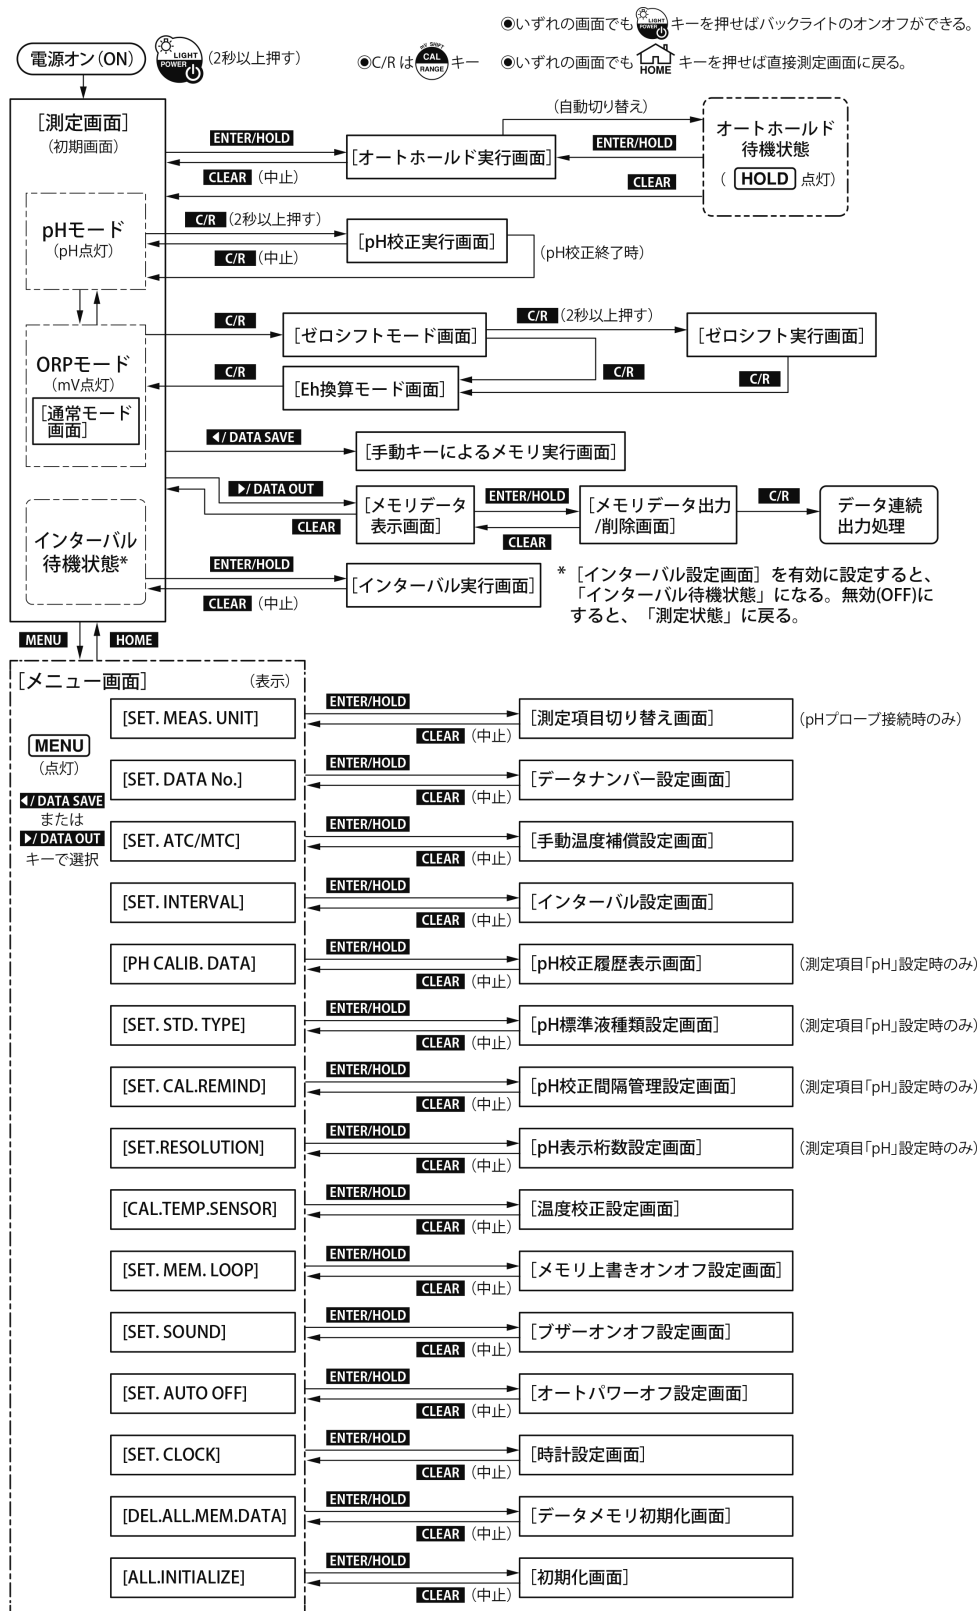 ◉いずれの画面でも LIGHT POWER キーを押せばバックライトのオンオフができる。
電源オン(ON) LIGHT POWER (2秒以上押す)
◉C/R は mV SHIFT CAL RANGE キー
◉いずれの画面でも HOME キーを押せば直接測定画面に戻る。
[測定画面]
(初期画面)
ENTER/HOLD
CLEAR (中止)
[オートホールド実行画面]
(自動切り替え)
ENTER/HOLD
CLEAR
オートホールド
待機状態
( HOLD 点灯)
pHモード
(pH点灯)
C/R (2秒以上押す)
C/R (中止)
[pH校正実行画面]
(pH校正終了時)
ORPモード
(mV点灯)
[通常モード
画面]
C/R
[ゼロシフトモード画面]
C/R (2秒以上押す)
[ゼロシフト実行画面]
C/R
[Eh換算モード画面]
C/R
C/R
◀/ DATA SAVE
[手動キーによるメモリ実行画面]
▶/ DATA OUT
CLEAR
[メモリデータ
表示画面]
ENTER/HOLD
CLEAR
[メモリデータ出力
/削除画面]
C/R
データ連続
出力処理
インターバル
待機状態*
ENTER/HOLD
CLEAR (中止)
[インターバル実行画面]
* [インターバル設定画面] を有効に設定すると、
「インターバル待機状態」になる。無効(OFF)に
すると、「測定状態」に戻る。
MENU HOME
[メニュー画面] (表示)
MENU
(点灯)
◀/ DATA SAVE
または
▶/ DATA OUT
キーで選択
[SET. MEAS. UNIT] ENTER/HOLD CLEAR (中止) [測定項目切り替え画面] (pHプローブ接続時のみ)
[SET. DATA No.] ENTER/HOLD CLEAR (中止) [データナンバー設定画面]
[SET. ATC/MTC] ENTER/HOLD CLEAR (中止) [手動温度補償設定画面]
[SET. INTERVAL] ENTER/HOLD CLEAR (中止) [インターバル設定画面]
[PH CALIB. DATA] ENTER/HOLD CLEAR (中止) [pH校正履歴表示画面] (測定項目「pH」設定時のみ)
[SET. STD. TYPE] ENTER/HOLD CLEAR (中止) [pH標準液種類設定画面] (測定項目「pH」設定時のみ)
[SET. CAL.REMIND] ENTER/HOLD CLEAR (中止) [pH校正間隔管理設定画面] (測定項目「pH」設定時のみ)
[SET.RESOLUTION] ENTER/HOLD CLEAR (中止) [pH表示桁数設定画面] (測定項目「pH」設定時のみ)
[CAL.TEMP.SENSOR] ENTER/HOLD CLEAR (中止) [温度校正設定画面]
[SET. MEM. LOOP] ENTER/HOLD CLEAR (中止) [メモリ上書きオンオフ設定画面]
[SET. SOUND] ENTER/HOLD CLEAR (中止) [ブザーオンオフ設定画面]
[SET. AUTO OFF] ENTER/HOLD CLEAR (中止) [オートパワーオフ設定画面]
[SET. CLOCK] ENTER/HOLD CLEAR (中止) [時計設定画面]
[DEL.ALL.MEM.DATA] ENTER/HOLD CLEAR (中止) [データメモリ初期化画面]
[ALL.INITIALIZE] ENTER/HOLD CLEAR (中止) [初期化画面]